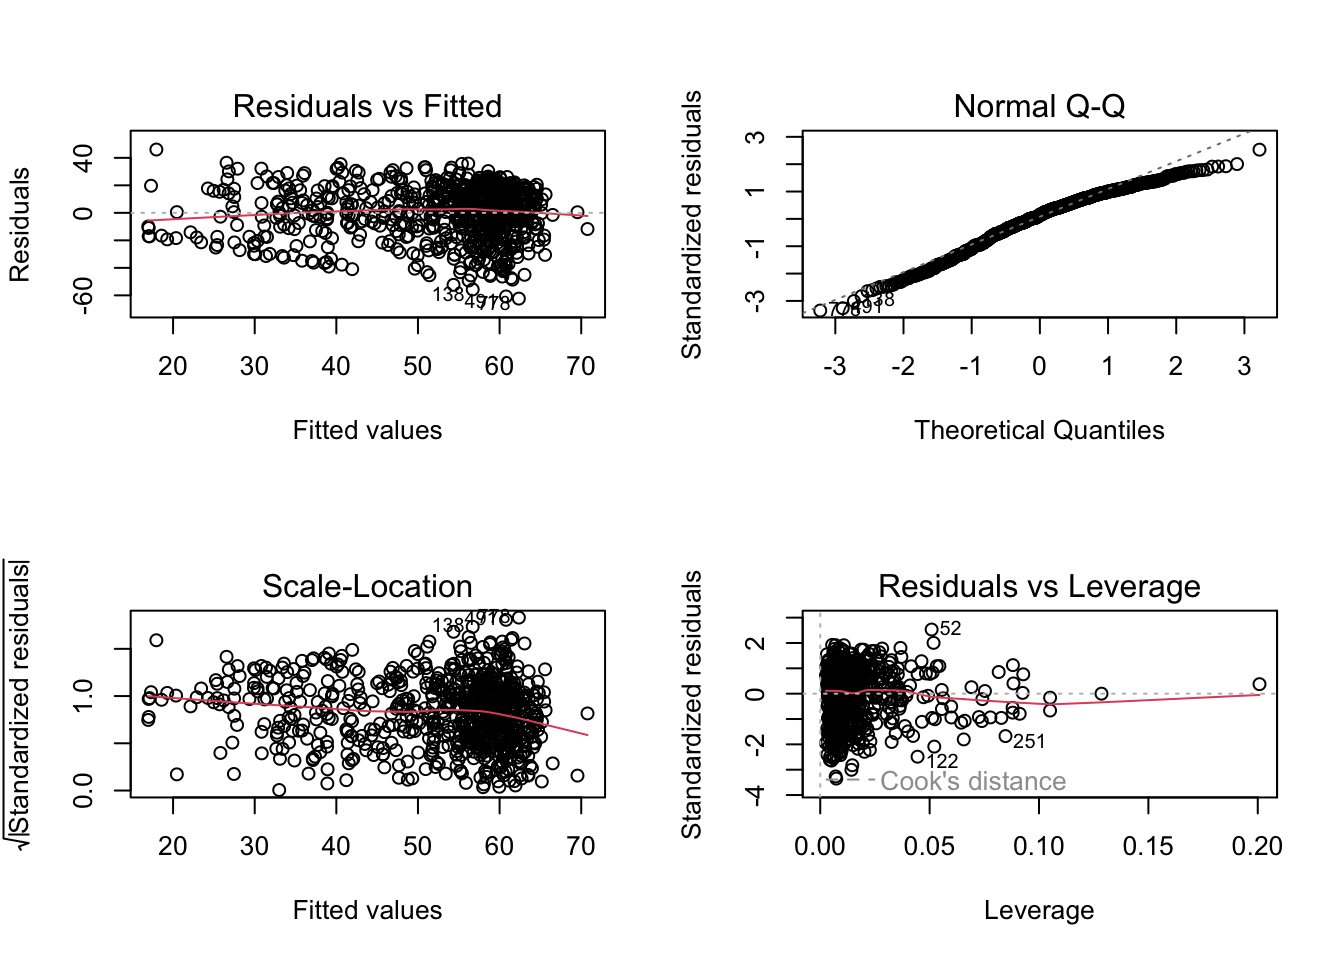 Residuals vs Fitted
Residuals
40
0
-60
138
778
20 30 40 50 60 70
Fitted values
Normal Q-Q
Standardized residuals
3
1
-1
-3
-3 -2 -1 0 1 2 3
Theoretical Quantiles
Scale-Location
√|Standardized residuals|
1.0
0.0
138
20 30 40 50 60 70
Fitted values
Residuals vs Leverage
Standardized residuals
2
0
-2
-4
52
251
122
Cook's distance
0.00 0.05 0.10 0.15 0.20
Leverage